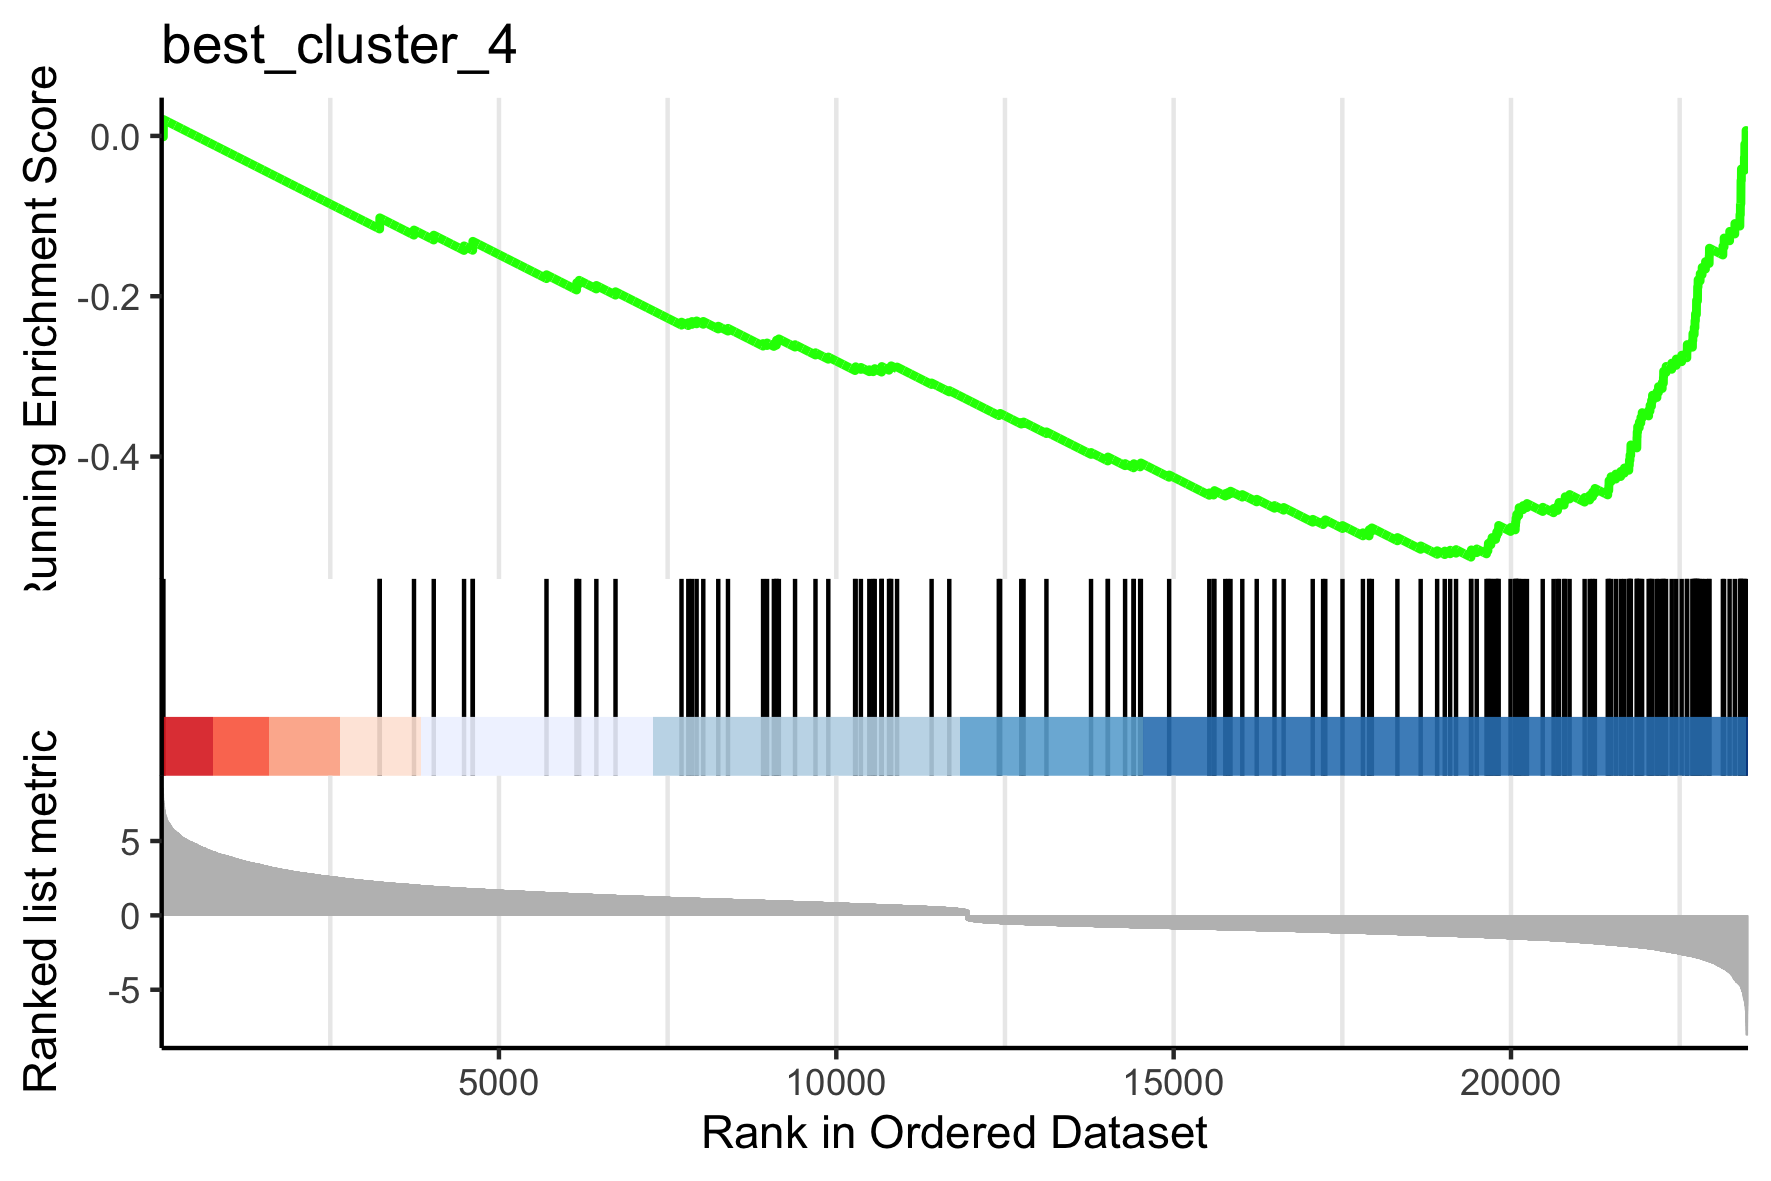 best_cluster_4
Running Enrichment Score
0.0
-0.2
-0.4
Ranked list metric
5
0
-5
5000
10000
15000
20000
Rank in Ordered Dataset